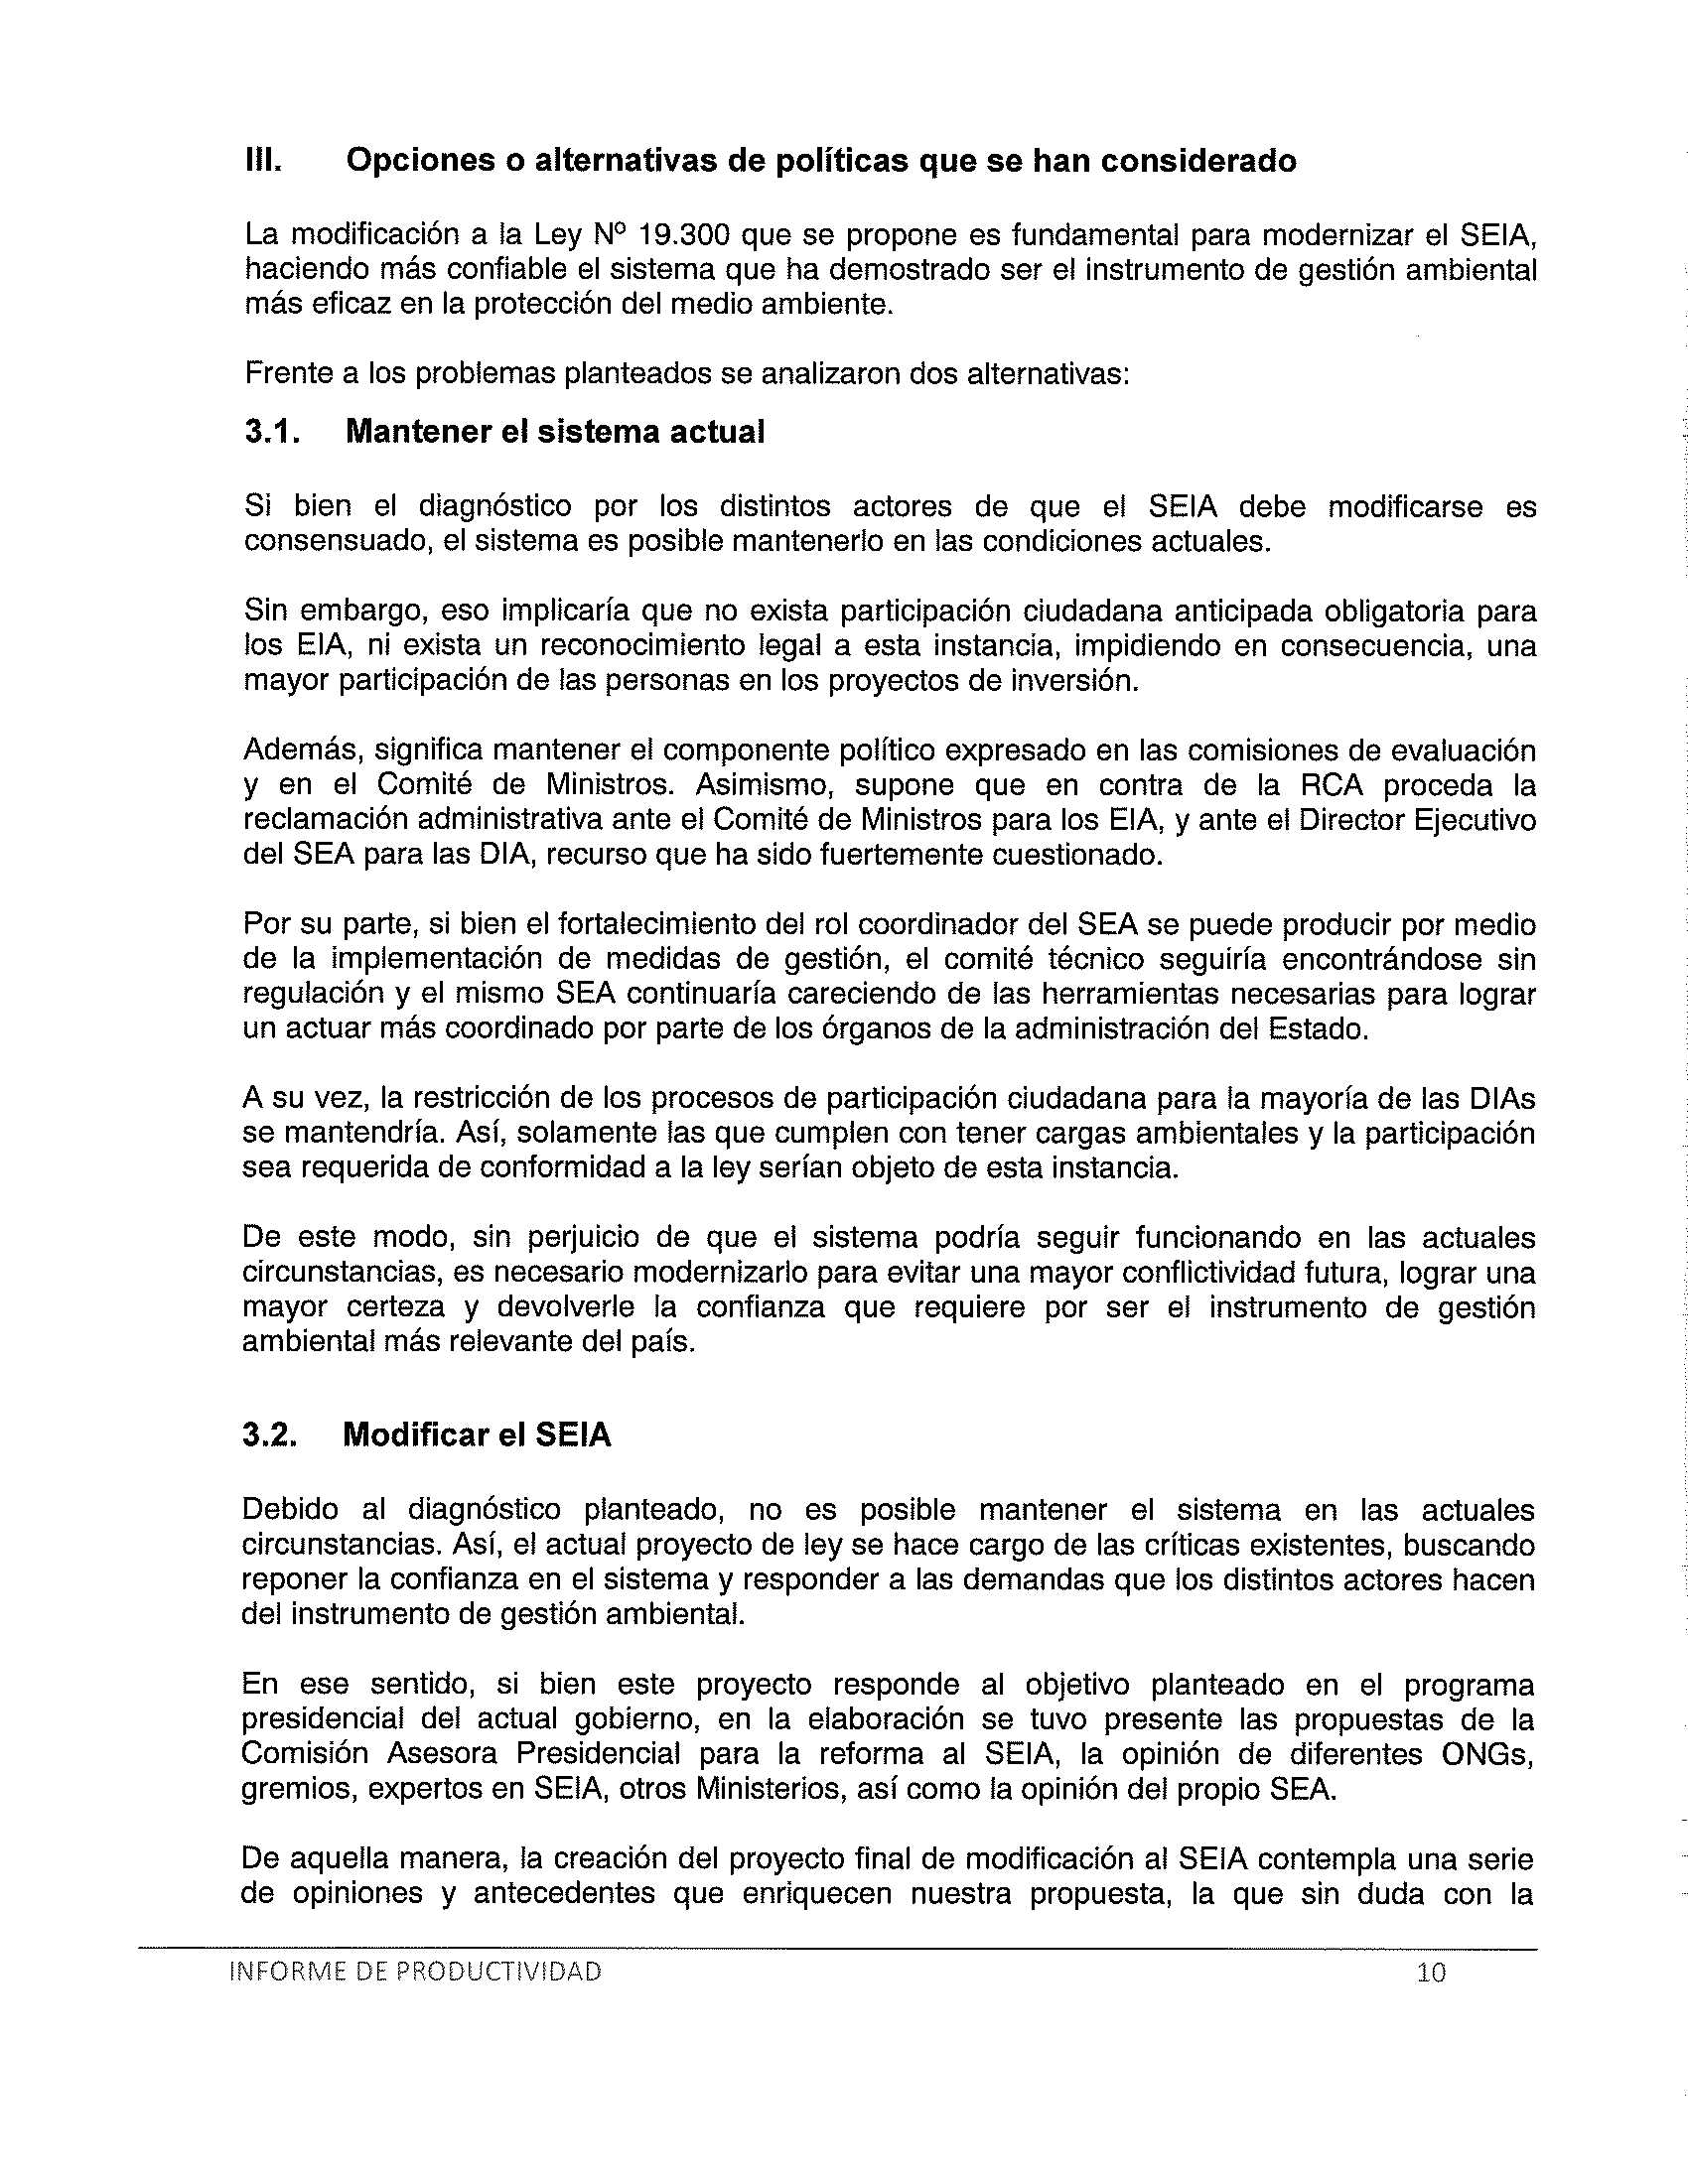 III. Opciones o alternativas de políticas que se han considerado
La modificación a la Ley Nº 19.300 que se propone es fundamental para modernizar el SEIA,
haciendo más confiable el sistema que ha demostrado ser el instrumento de gestión ambiental
más eficaz en la protección del medio ambiente.
Frente a los problemas planteados se analizaron dos alternativas:
3.1. Mantener el sistema actual
Si bien el diagnóstico por los distintos actores de que el SEIA debe modificarse es
consensuado, el sistema es posible mantenerlo en las condiciones actuales.
Sin embargo, eso implicaría que no exista participación ciudadana anticipada obligatoria para
los EIA, ni exista un reconocimiento legal a esta instancia, impidiendo en consecuencia, una
mayor participación de las personas en los proyectos de inversión.
Además, significa mantener el componente político expresado en las comisiones de evaluación
y en el Comité de Ministros. Asimismo, supone que en contra de la RCA proceda la
reclamación administrativa ante el Comité de Ministros para los EIA, y ante el Director Ejecutivo
del SEA para las DIA, recurso que ha sido fuertemente cuestionado.
Por su parte, si bien el fortalecimiento del rol coordinador del SEA se puede producir por medio
de la implementación de medidas de gestión, el comité técnico seguiría encontrándose sin
regulación y el mismo SEA continuaría careciendo de las herramientas necesarias para lograr
un actuar más coordinado por parte de los órganos de la administración del Estado.
A su vez, la restricción de los procesos de participación ciudadana para la mayoría de las DIAs
se mantendría. Así, solamente las que cumplen con tener cargas ambientales y la participación
sea requerida de conformidad a la ley serían objeto de esta instancia.
De este modo, sin perjuicio de que el sistema podría seguir funcionando en las actuales
circunstancias, es necesario modernizarlo para evitar una mayor conflictividad futura, lograr una
mayor certeza y devolverle la confianza que requiere por ser el instrumento de gestión
ambiental más relevante del país.
3.2. Modificar el SEIA
Debido al diagnóstico planteado, no es posible mantener el sistema en las actuales
circunstancias. Así, el actual proyecto de ley se hace cargo de las críticas existentes, buscando
reponer la confianza en el sistema y responder a las demandas que los distintos actores hacen
del instrumento de gestión ambiental.
En ese sentido, si bien este proyecto responde al objetivo planteado en el programa
presidencial del actual gobierno, en la elaboración se tuvo presente las propuestas de la
Comisión Asesora Presidencial para la reforma al SEIA, la opinión de diferentes ONGs,
gremios, expertos en SEIA, otros Ministerios, así como la opinión del propio SEA.
De aquella manera, la creación del proyecto final de modificación al SEIA contempla una serie
de opiniones y antecedentes que enriquecen nuestra propuesta, la que sin duda con la
INFORME DE PRODUCTIVIDAD 10